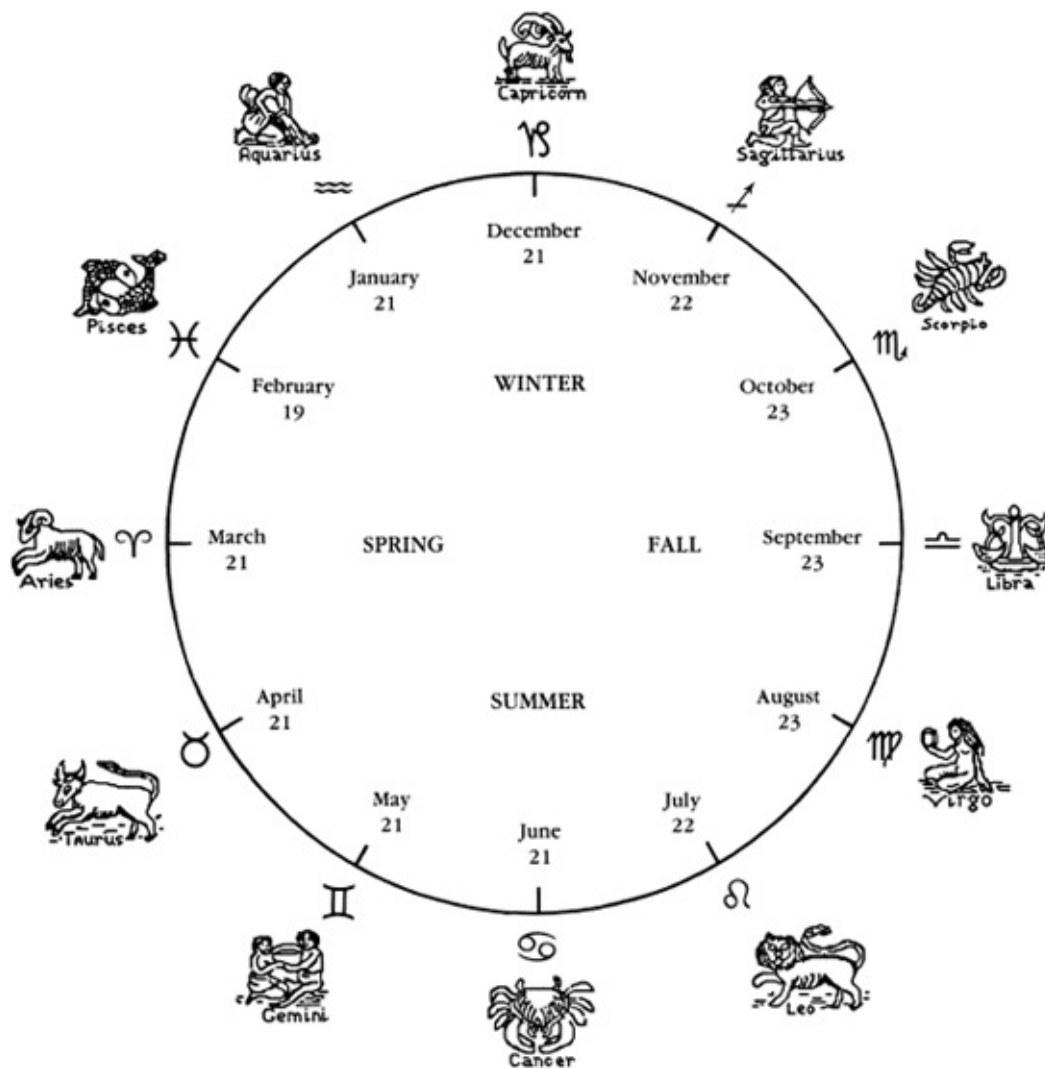 Capricorn
Aquarius
Sagittarius
December
21
January
21
November
22
Pisces
Scorpio
February
19
WINTER
October
23
Aries
March
21
SPRING
FALL
September
23
Libra
April
21
SUMMER
August
23
Taurus
May
21
June
21
July
22
Virgo
Gemini
Cancer
Leo